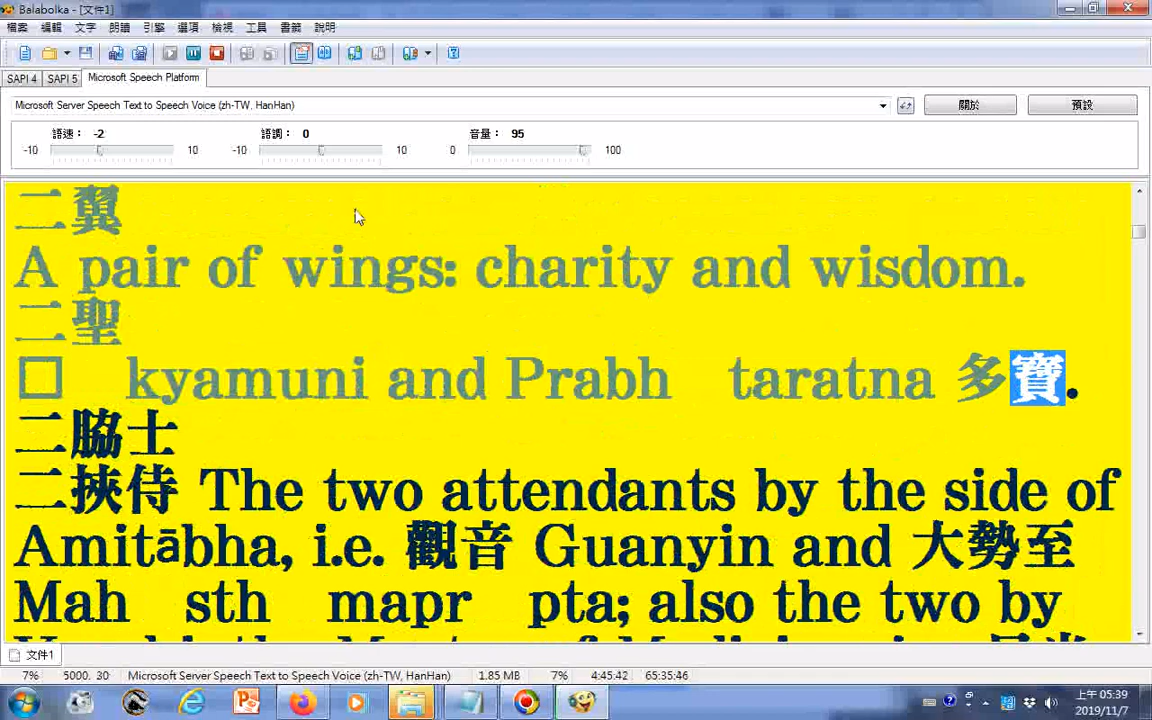 Balabolka - [文件1]
檔案 編輯 文字 朗讀 引擎 選項 檢視 工具 書籤 說明
SAPI 4 SAPI 5 Microsoft Speech Platform
Microsoft Server Speech Text to Speech Voice (zh-TW, HanHan) 關於 預設
語速： -2 語調： 0 音量： 95
-10 10 -10 10 0 100
二翼
A pair of wings: charity and wisdom.
二聖
□ kyamuni and Prabh taratna 多寶.
二脇士
二挾侍 The two attendants by the side of
Amitābha, i.e. 觀音 Guanyin and 大勢至
Mah sth mapr pta; also the two by
文件1
7% 5000, 30 Microsoft Server Speech Text to Speech Voice (zh-TW, HanHan) 1.85 MB 7% 4:45:42 65:35:46
上午 05:39
2019/11/7